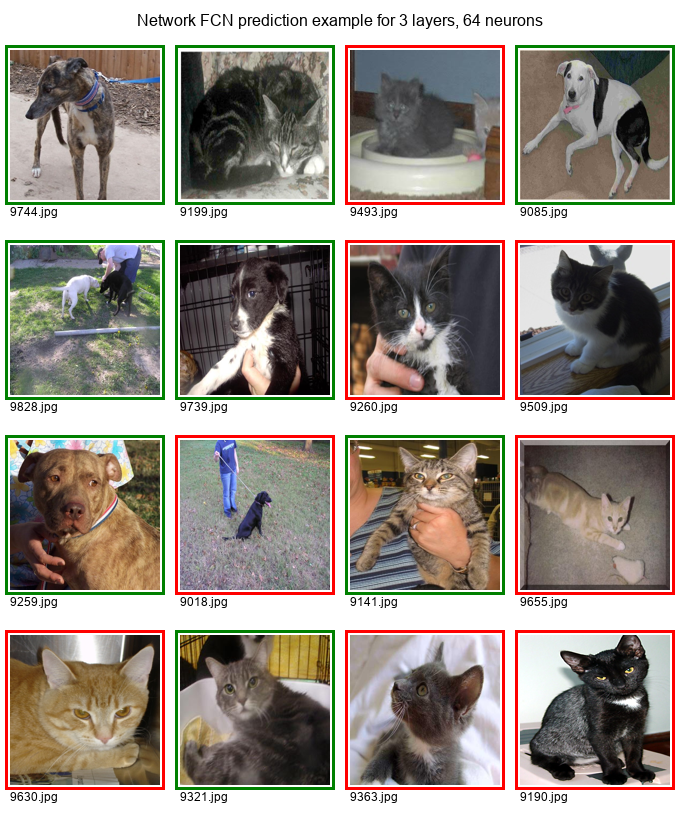 Network FCN prediction example for 3 layers, 64 neurons
9744.jpg
9199.jpg
9493.jpg
9085.jpg
9828.jpg
9739.jpg
9260.jpg
9509.jpg
9259.jpg
9018.jpg
9141.jpg
9655.jpg
9630.jpg
9321.jpg
9363.jpg
9190.jpg